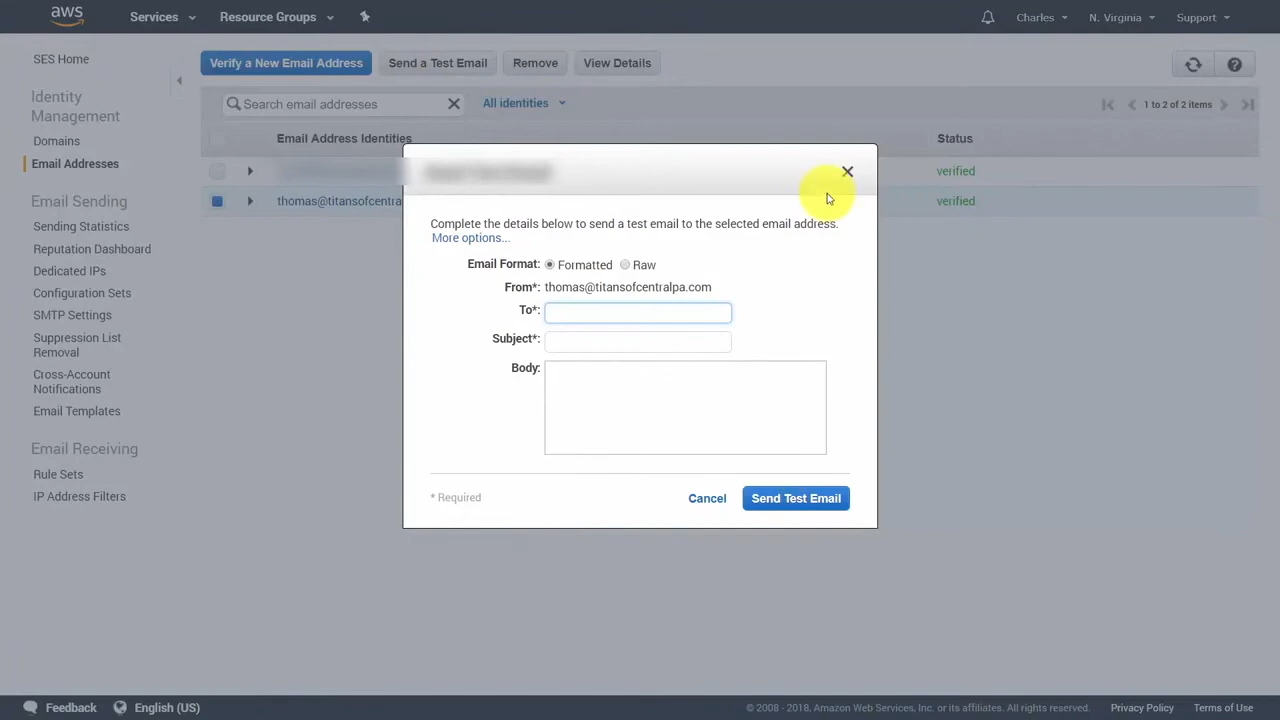 aws
Services
Resource Groups
Charles
N. Virginia
Support
SES Home
Identity
Management
Domains
Email Addresses
Email Sending
Sending Statistics
Reputation Dashboard
Dedicated IPs
Configuration Sets
SMTP Settings
Suppression List
Removal
Cross-Account
Notifications
Email Templates
Email Receiving
Rule Sets
IP Address Filters
Verify a New Email Address
Send a Test Email
Remove
View Details
Search email addresses
All identities
1 to 2 of 2 items
Email Address Identities
Status
verified
thomas@titansofcentra
verified
Complete the details below to send a test email to the selected email address.
More options...
Email Format: Formatted Raw
From*: thomas@titansofcentralpa.com
To*:
Subject*:
Body:
* Required
Cancel
Send Test Email
Feedback
English (US)
© 2008 - 2018, Amazon Web Services, Inc. or its affiliates. All rights reserved.
Privacy Policy
Terms of Use